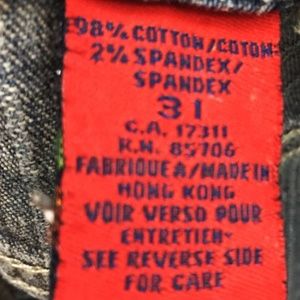 98% COTTON/COTON
2% SPANDEX/
SPANDEX
31
C.A. 17311
R.N. 85706
FABRIQUE A/MADE IN
HONG KONG
VOIR VERSO POUR
ENTRETIEN-
SEE REVERSE SIDE
FOR CARE